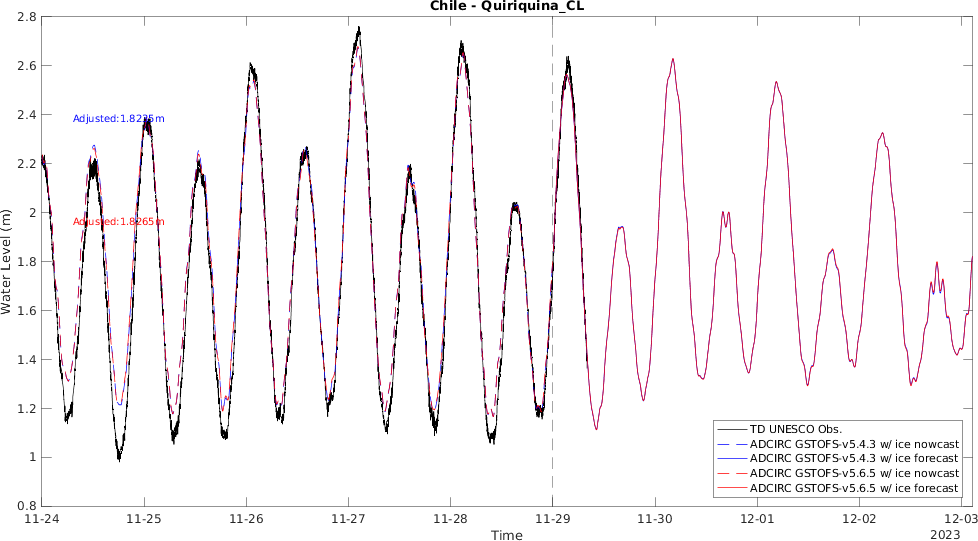 Chile - Quiriquina_CL
2.8
2.6
2.4
2.2
2
1.8
1.6
1.4
1.2
1
0.8
Water Level (m)
Adjusted:1.8225m
Adjusted:1.8265m
TD UNESCO Obs.
ADCIRC GSTOFS-v5.4.3 w/ ice nowcast
ADCIRC GSTOFS-v5.4.3 w/ ice forecast
ADCIRC GSTOFS-v5.6.5 w/ ice nowcast
ADCIRC GSTOFS-v5.6.5 w/ ice forecast
11-24 11-25 11-26 11-27 11-28 11-29 11-30 12-01 12-02 12-03
Time
2023